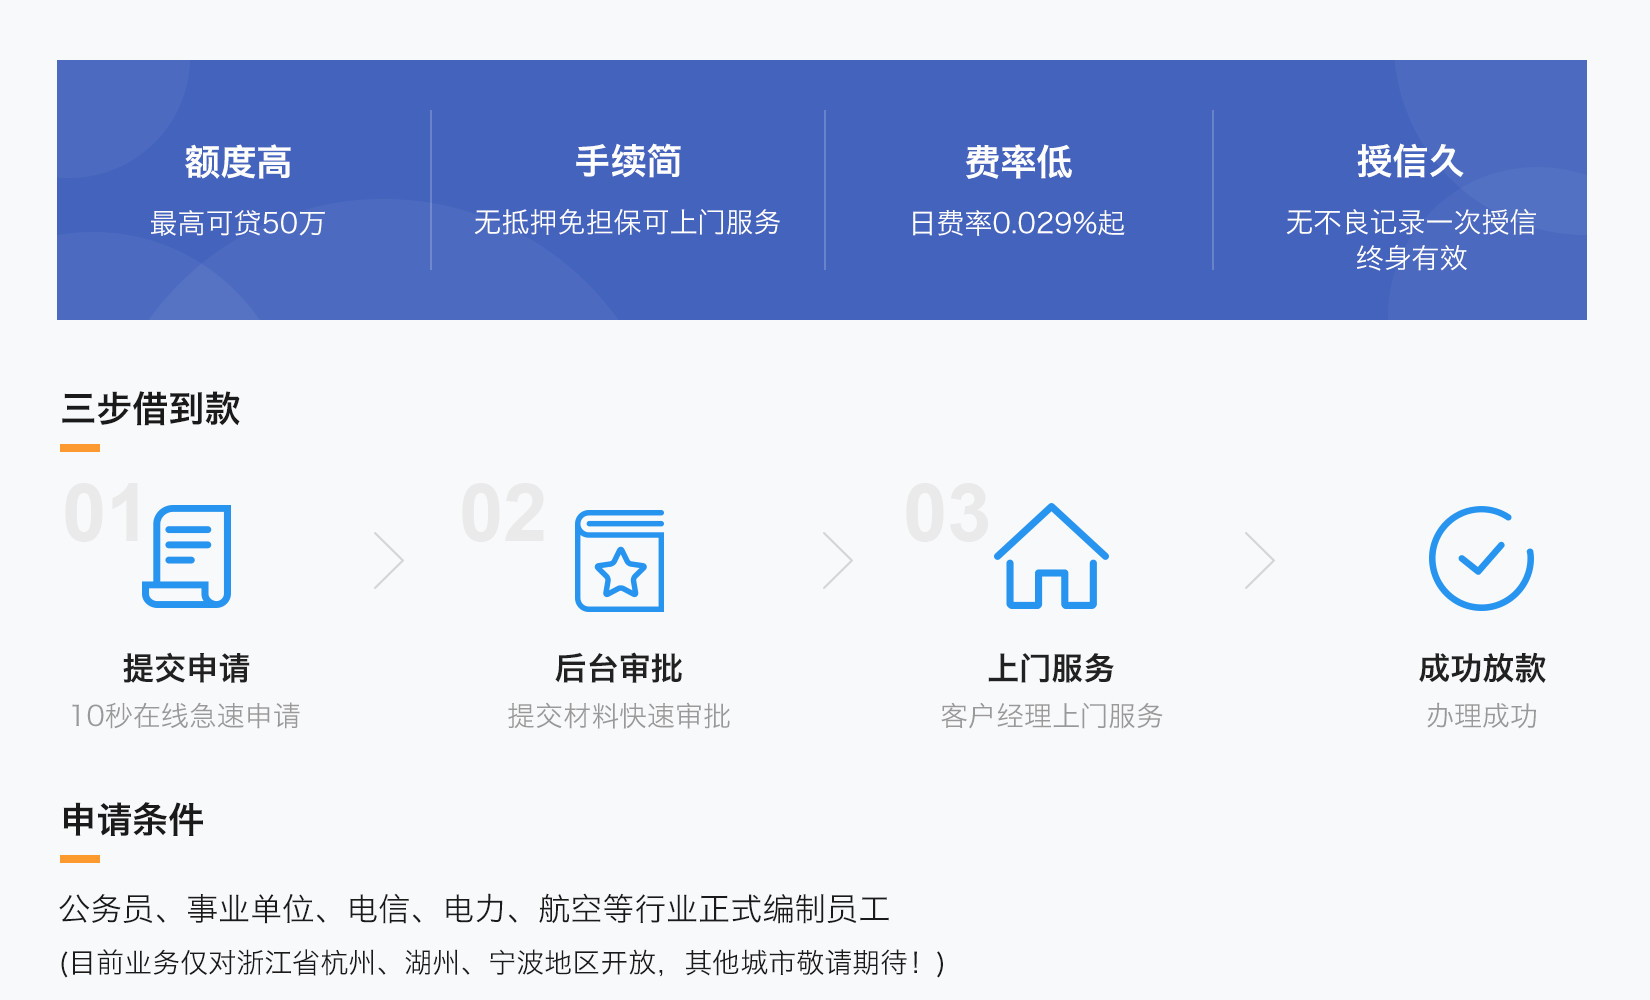 额度高
最高可贷50万
手续简
无抵押免担保可上门服务
费率低
日费率0.029%起
授信久
无不良记录一次授信
终身有效
三步借到款
01
提交申请
10秒在线急速申请
02
后台审批
提交材料快速审批
03
上门服务
客户经理上门服务
成功放款
办理成功
申请条件
公务员、事业单位、电信、电力、航空等行业正式编制员工
(目前业务仅对浙江省杭州、湖州、宁波地区开放，其他城市敬请期待！)